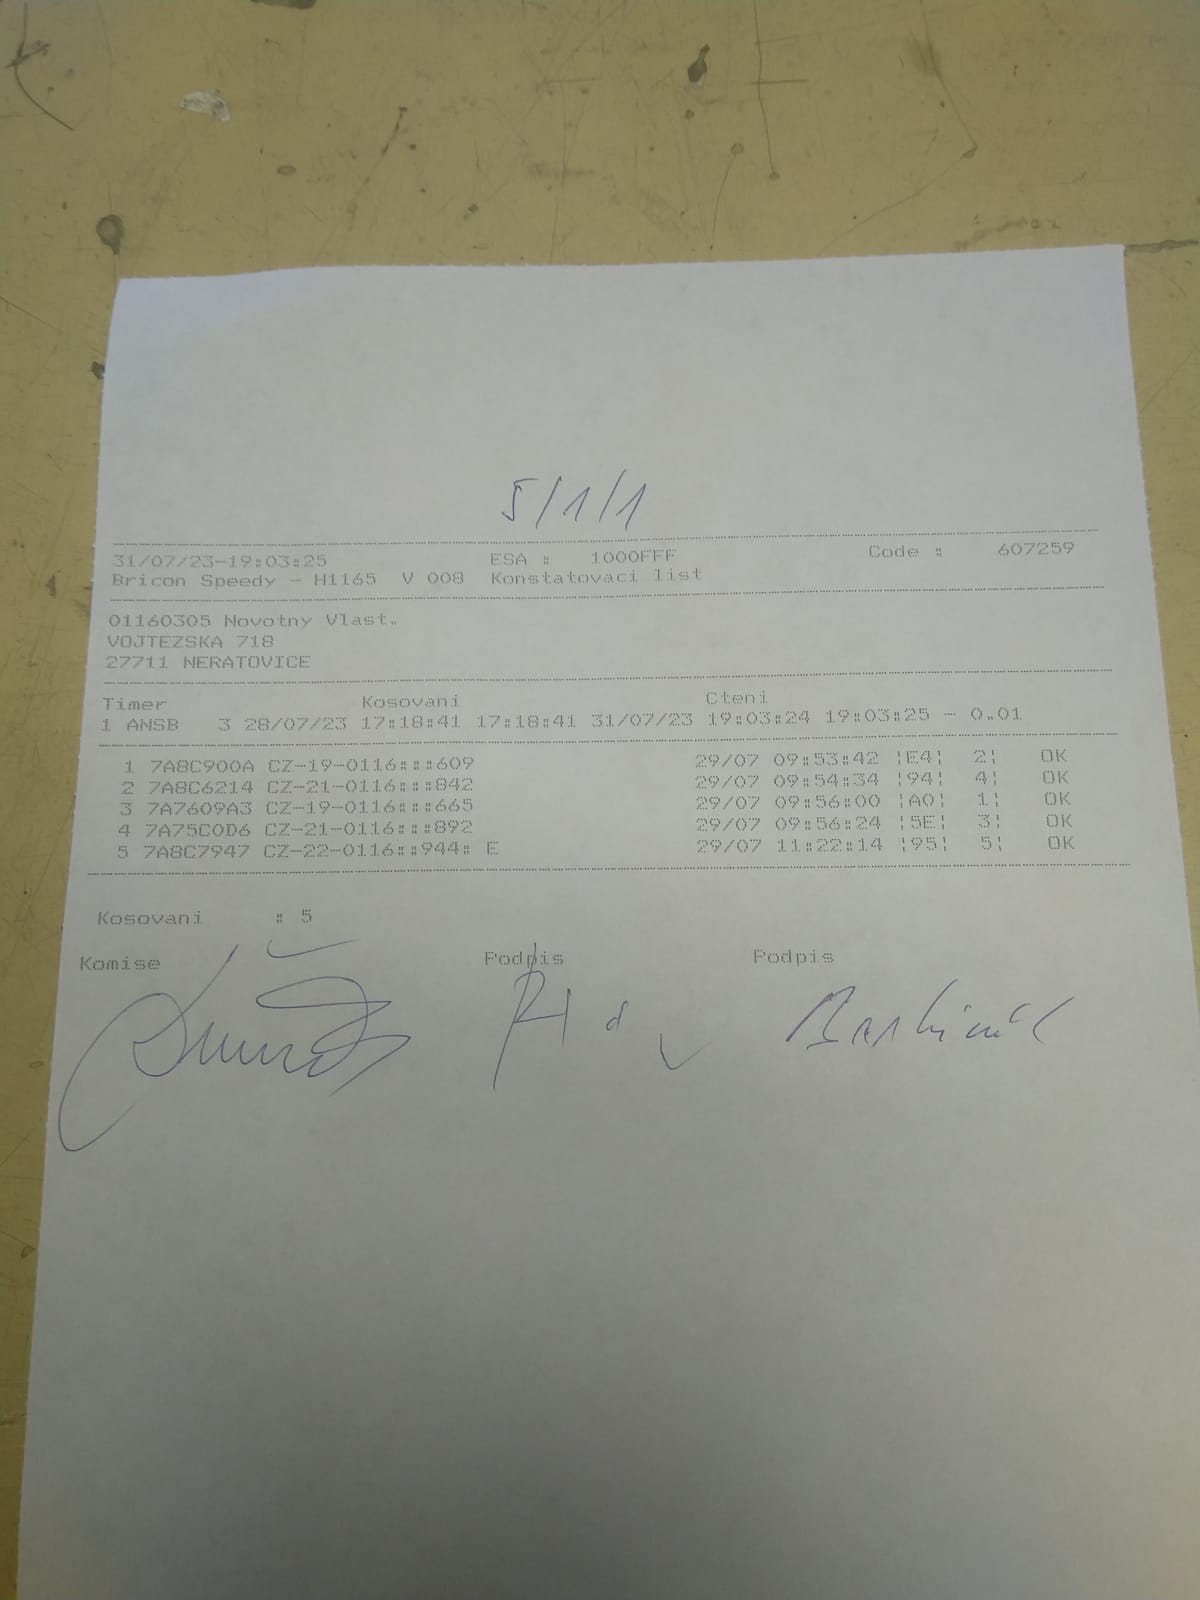 5/1/1
31/07/23-19:03:25 ESA : 1000FFF Code : 607259
Bricon Speedy - H1165 V 008 Konstatovaci list
01160305 Novotny Vlast.
VOJTEZSKA 718
27711 NERATOVICE
Timer Kosovani Cteni
1 ANSB 3 28/07/23 17:18:41 17:18:41 31/07/23 19:03:24 19:03:25 - 0.01
1 7A8C900A CZ-19-0116:::609 29/07 09:53:42 ¦E4¦ 2¦ OK
2 7A8C6214 CZ-21-0116:::842 29/07 09:54:34 ¦94¦ 4¦ OK
3 7A7609A3 CZ-19-0116:::665 29/07 09:56:00 ¦A0¦ 1¦ OK
4 7A75C0D6 CZ-21-0116:::892 29/07 09:56:24 ¦5E¦ 3¦ OK
5 7A8C7947 CZ-22-0116::944: E 29/07 11:22:14 ¦95¦ 5¦ OK
Kosovani : 5
Komise Podpis Podpis